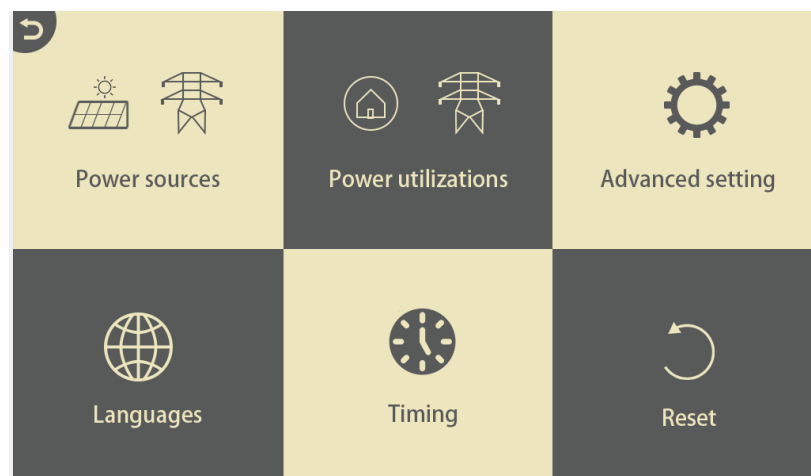 Power sources
Power utilizations
Advanced setting
Languages
Timing
Reset